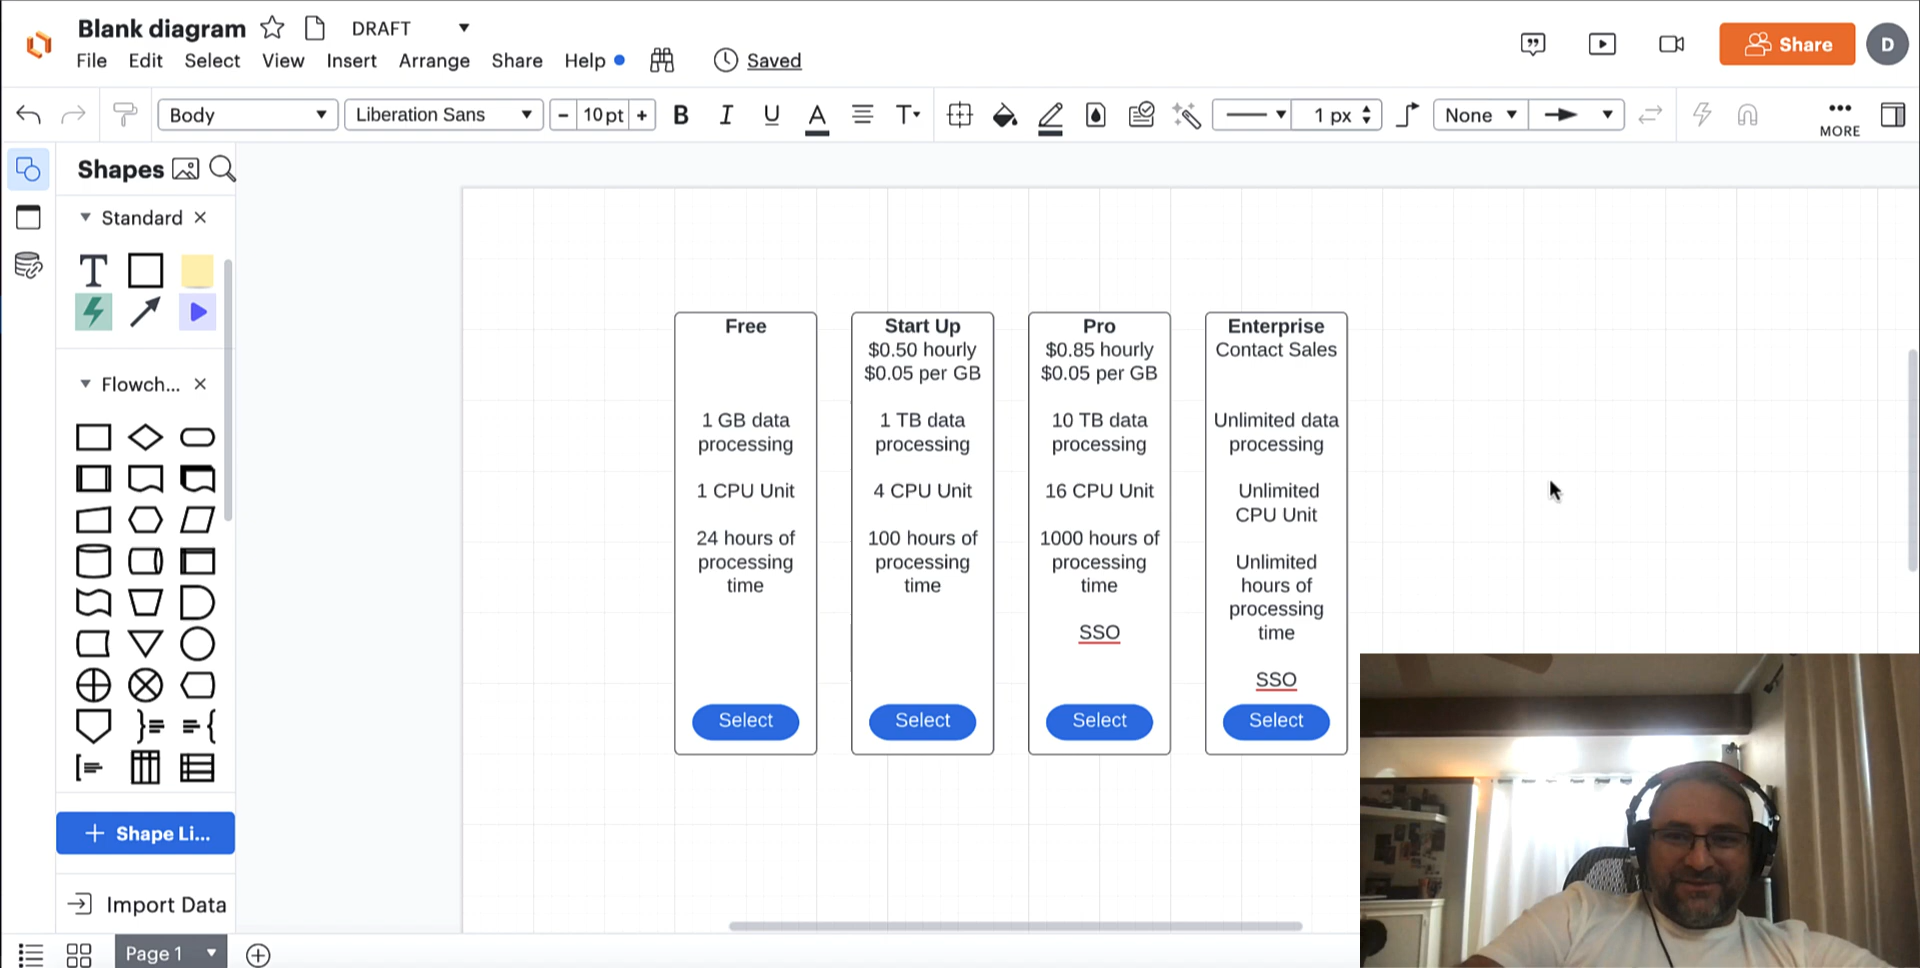 Blank diagram
DRAFT
File Edit Select View Insert Arrange Share Help
Saved
Share
D
Body
Liberation Sans
− 10 pt +
B I U A T
1 px
None
MORE
Shapes
Standard
T
Flowch...
+ Shape Li...
Import Data
Page 1
Free
1 GB data
processing
1 CPU Unit
24 hours of
processing
time
Select
Start Up
$0.50 hourly
$0.05 per GB
1 TB data
processing
4 CPU Unit
100 hours of
processing
time
Select
Pro
$0.85 hourly
$0.05 per GB
10 TB data
processing
16 CPU Unit
1000 hours of
processing
time
SSO
Select
Enterprise
Contact Sales
Unlimited data
processing
Unlimited
CPU Unit
Unlimited
hours of
processing
time
SSO
Select